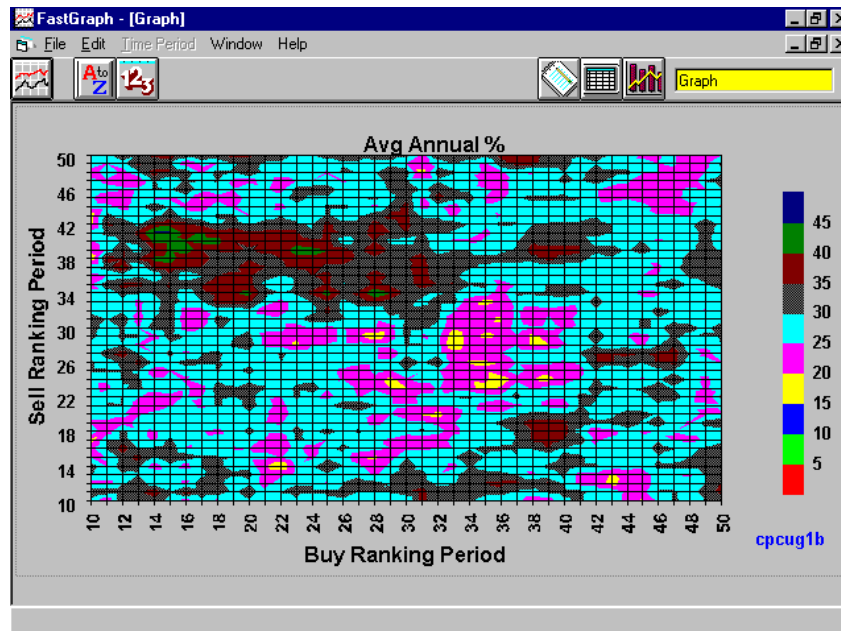 FastGraph - [Graph]
File Edit Time Period Window Help
A to Z 123 Graph
Avg Annual %
Sell Ranking Period
50
46
42
38
34
30
26
22
18
14
10
10 12 14 16 18 20 22 24 26 28 30 32 34 36 38 40 42 44 46 48 50
Buy Ranking Period
45
40
35
30
25
20
15
10
5
cpcug1b